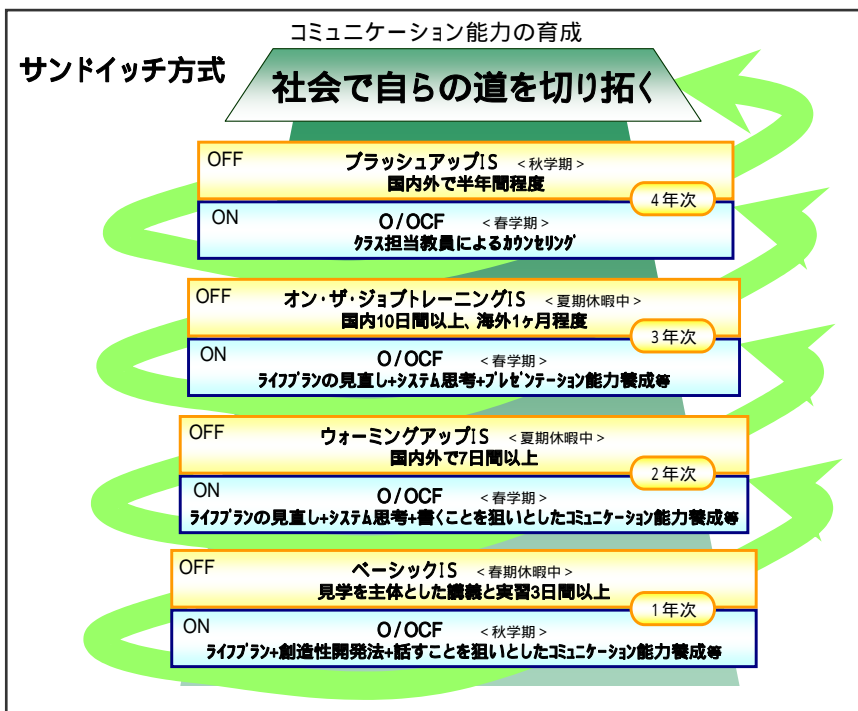 コミュニケーション能力の育成
サンドイッチ方式
社会で自らの道を切り拓く
OFF ブラッシュアップIS <秋学期>
国内外で半年間程度
4年次
ON O/OCF <春学期>
クラス担当教員によるカウンセリング
OFF オン・ザ・ジョブトレーニングIS <夏期休暇中>
国内10日間以上、海外1ヶ月程度
3年次
ON O/OCF <春学期>
ライフプランの見直し+システム思考+プレゼンテーション能力養成等
OFF ウォーミングアップIS <夏期休暇中>
国内外で7日間以上
2年次
ON O/OCF <春学期>
ライフプランの見直し+システム思考+書くことを狙いとしたコミュニケーション能力養成等
OFF ベーシックIS <春期休暇中>
見学を主体とした講義と実習3日間以上
1年次
ON O/OCF <秋学期>
ライフプラン+創造性開発法+話すことを狙いとしたコミュニケーション能力養成等